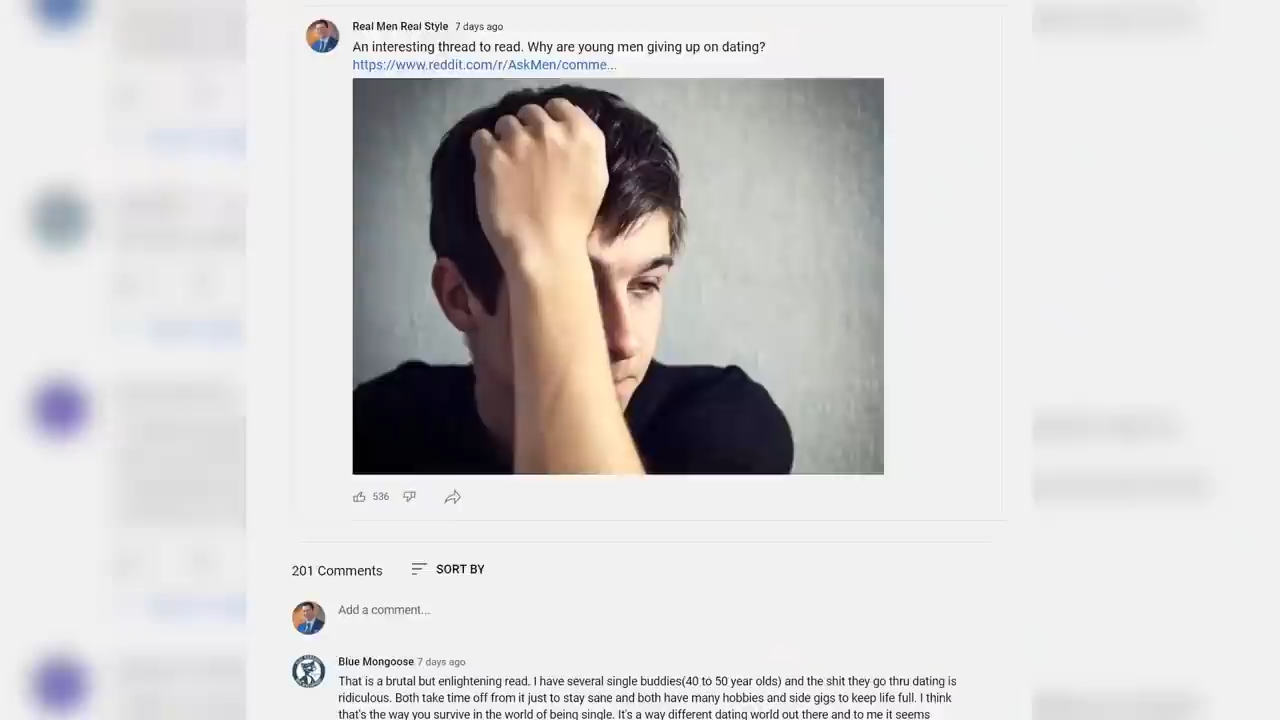 Real Men Real Style 7 days ago
An interesting thread to read. Why are young men giving up on dating?
https://www.reddit.com/r/AskMen/comme...
536
201 Comments SORT BY
Add a comment...
Blue Mongoose 7 days ago
That is a brutal but enlightening read. I have several single buddies(40 to 50 year olds) and the shit they go thru dating is
ridiculous. Both take time off from it just to stay sane and both have many hobbies and side gigs to keep life full. I think
that's the way you survive in the world of being single. It's a way different dating world out there and to me it seems